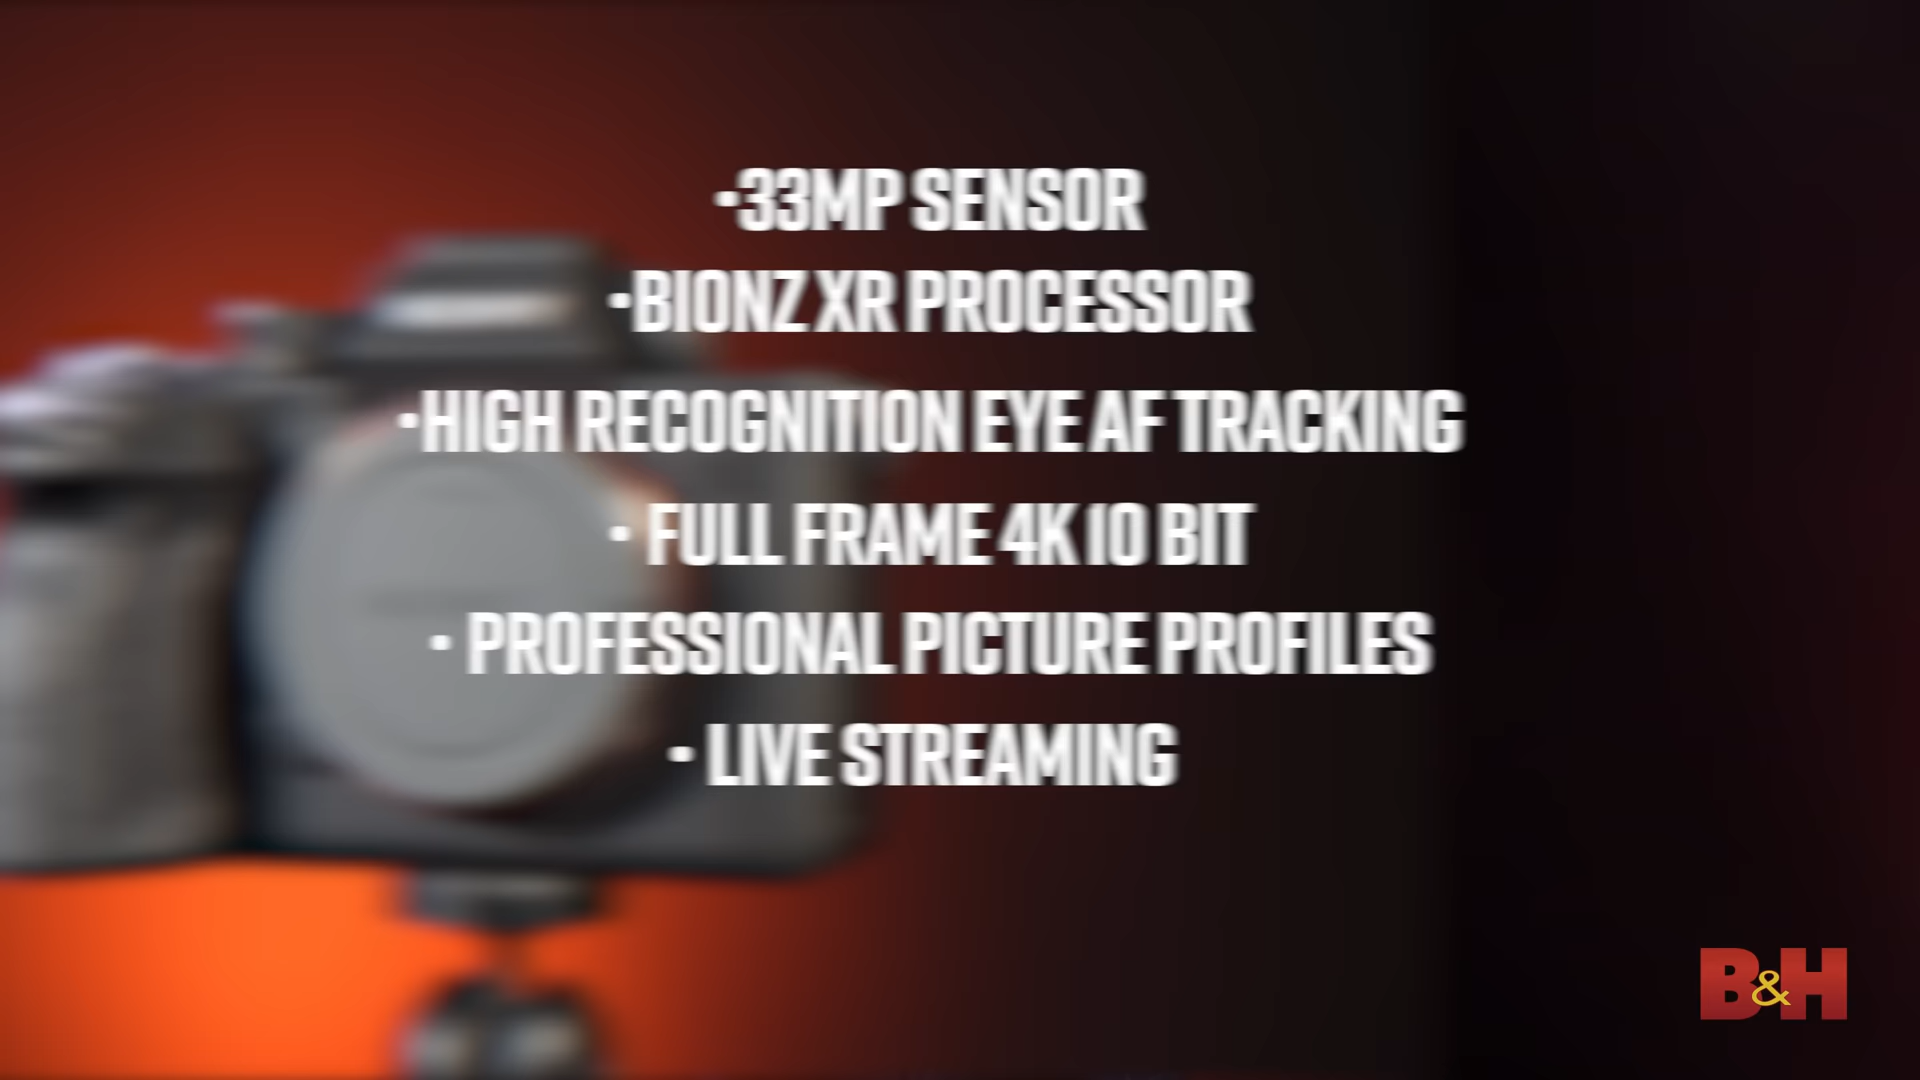 •33MP SENSOR
•BIONZ XR PROCESSOR
•HIGH RECOGNITION EYE AF TRACKING
• FULL FRAME 4K 10 BIT
• PROFESSIONAL PICTURE PROFILES
• LIVE STREAMING
B&H